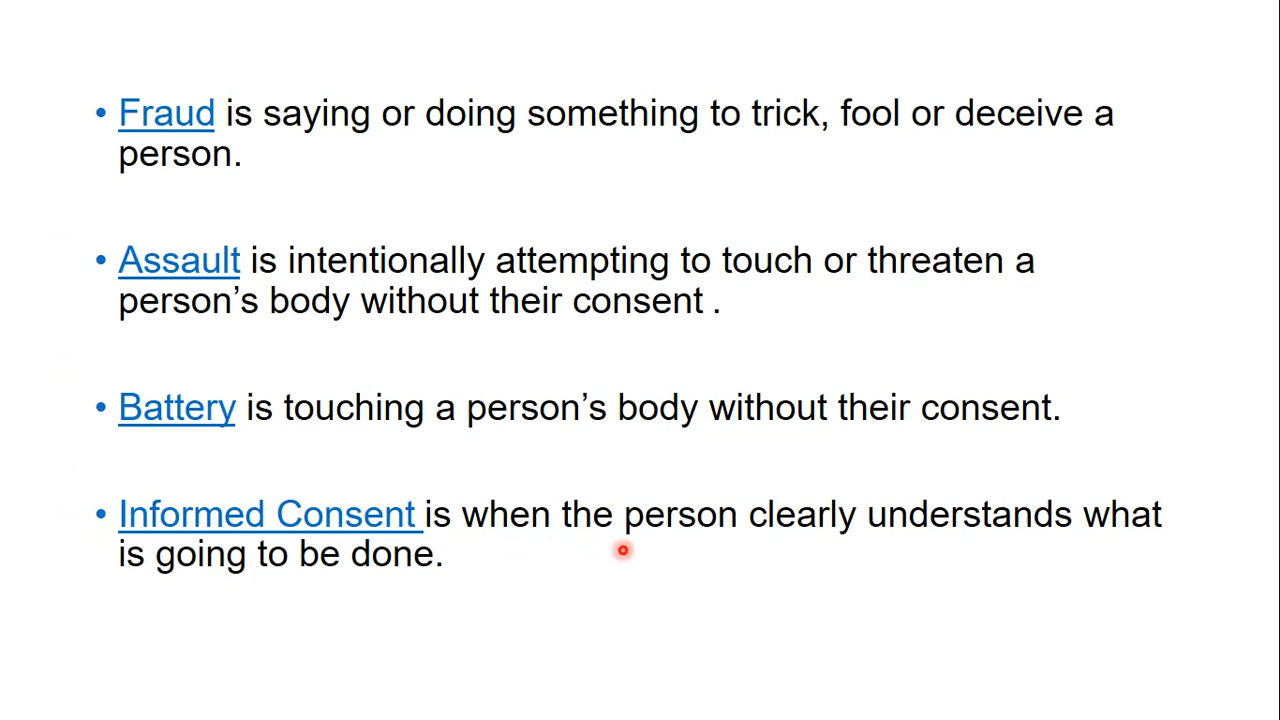 • Fraud is saying or doing something to trick, fool or deceive a
person.
• Assault is intentionally attempting to touch or threaten a
person’s body without their consent .
• Battery is touching a person’s body without their consent.
• Informed Consent is when the person clearly understands what
is going to be done.